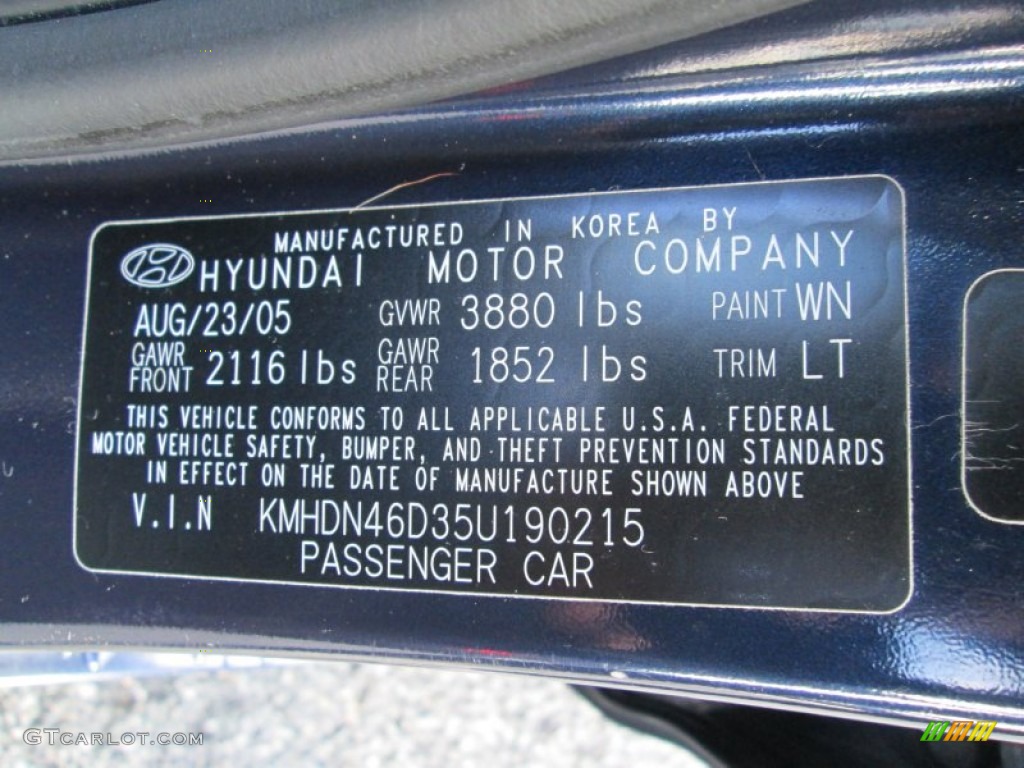 MANUFACTURED IN KOREA BY
HYUNDAI MOTOR COMPANY
AUG/23/05 GVWR 3880 lbs PAINT WN
GAWR FRONT 2116 lbs GAWR REAR 1852 lbs TRIM LT
THIS VEHICLE CONFORMS TO ALL APPLICABLE U.S.A. FEDERAL
MOTOR VEHICLE SAFETY, BUMPER, AND THEFT PREVENTION STANDARDS
IN EFFECT ON THE DATE OF MANUFACTURE SHOWN ABOVE
V.I.N KMHDN46D35U190215
PASSENGER CAR
GTCARLOT.COM